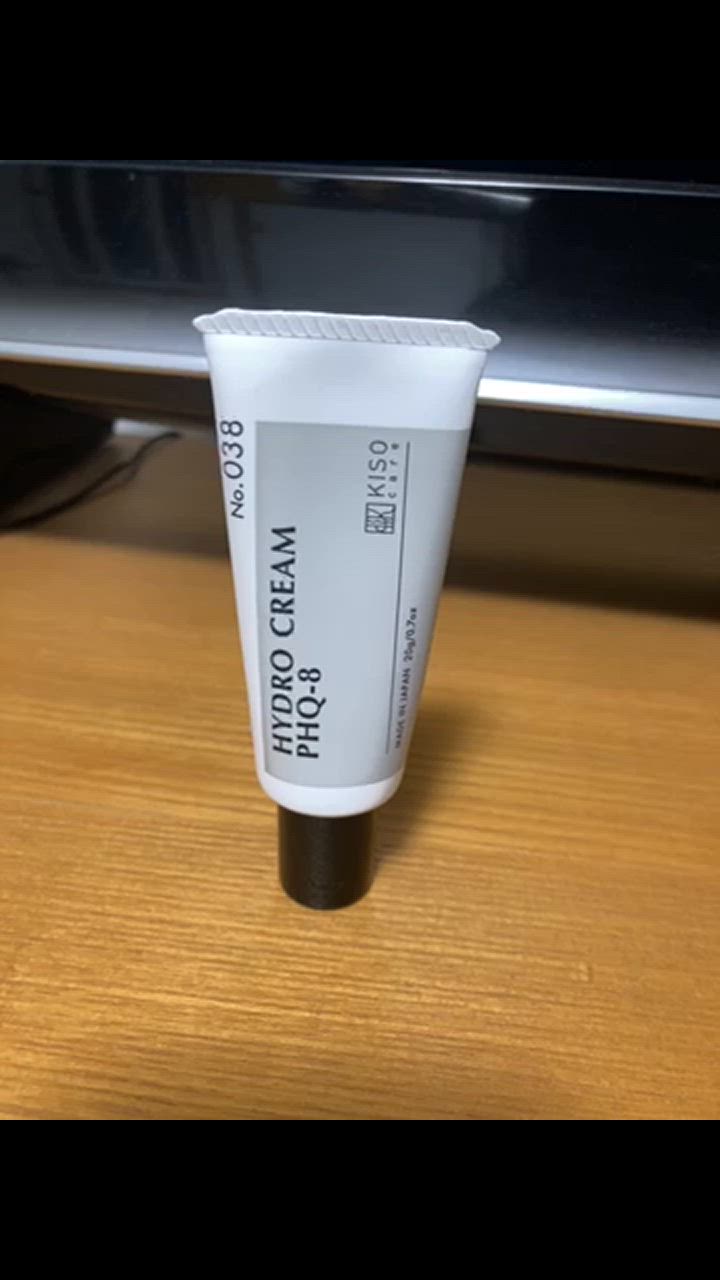 No.038
HYDRO CREAM
PHQ-8
KISO
care
MADE IN JAPAN 20g/0.7oz